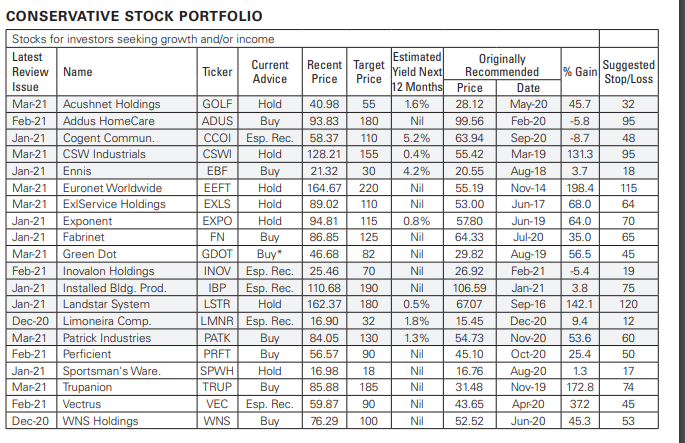 CONSERVATIVE STOCK PORTFOLIO
Stocks for investors seeking growth and/or income
Latest Review Issue Name Ticker Current Advice Recent Price Target Price Estimated Yield Next 12 Months Originally Recommended Price Date % Gain Suggested Stop/Loss
Mar-21 Acushnet Holdings GOLF Hold 40.98 55 1.6% 28.12 May-20 45.7 32
Feb-21 Addus HomeCare ADUS Buy 93.83 180 Nil 99.56 Feb-20 -5.8 95
Jan-21 Cogent Commun. CCOI Esp. Rec. 58.37 110 5.2% 63.94 Sep-20 -8.7 48
Mar-21 CSW Industrials CSWI Hold 128.21 155 0.4% 55.42 Mar-19 131.3 95
Jan-21 Ennis EBF Buy 21.32 30 4.2% 20.55 Aug-18 3.7 18
Mar-21 Euronet Worldwide EEFT Hold 164.67 220 Nil 55.19 Nov-14 198.4 115
Mar-21 ExlService Holdings EXLS Hold 89.02 110 Nil 53.00 Jun-17 68.0 64
Jan-21 Exponent EXPO Hold 94.81 115 0.8% 57.80 Jun-19 64.0 70
Jan-21 Fabrinet FN Buy 86.85 125 Nil 64.33 Jul-20 35.0 65
Mar-21 Green Dot GDOT Buy* 46.68 82 Nil 29.82 Aug-19 56.5 45
Feb-21 Inovalon Holdings INOV Esp. Rec. 25.46 70 Nil 26.92 Feb-21 -5.4 19
Jan-21 Installed Bldg. Prod. IBP Esp. Rec. 110.68 190 Nil 106.59 Jan-21 3.8 75
Jan-21 Landstar System LSTR Hold 162.37 180 0.5% 67.07 Sep-16 142.1 120
Dec-20 Limoneira Comp. LMNR Esp. Rec. 16.90 32 1.8% 15.45 Dec-20 9.4 12
Mar-21 Patrick Industries PATK Buy 84.05 130 1.3% 54.73 Nov-20 53.6 60
Feb-21 Perficient PRFT Buy 56.57 90 Nil 45.10 Oct-20 25.4 50
Jan-21 Sportsman's Ware. SPWH Hold 16.98 18 Nil 16.76 Aug-20 1.3 17
Mar-21 Trupanion TRUP Buy 85.88 185 Nil 31.48 Nov-19 172.8 74
Feb-21 Vectrus VEC Esp. Rec. 59.87 90 Nil 43.65 Apr-20 37.2 45
Dec-20 WNS Holdings WNS Buy 76.29 100 Nil 52.52 Jun-20 45.3 53